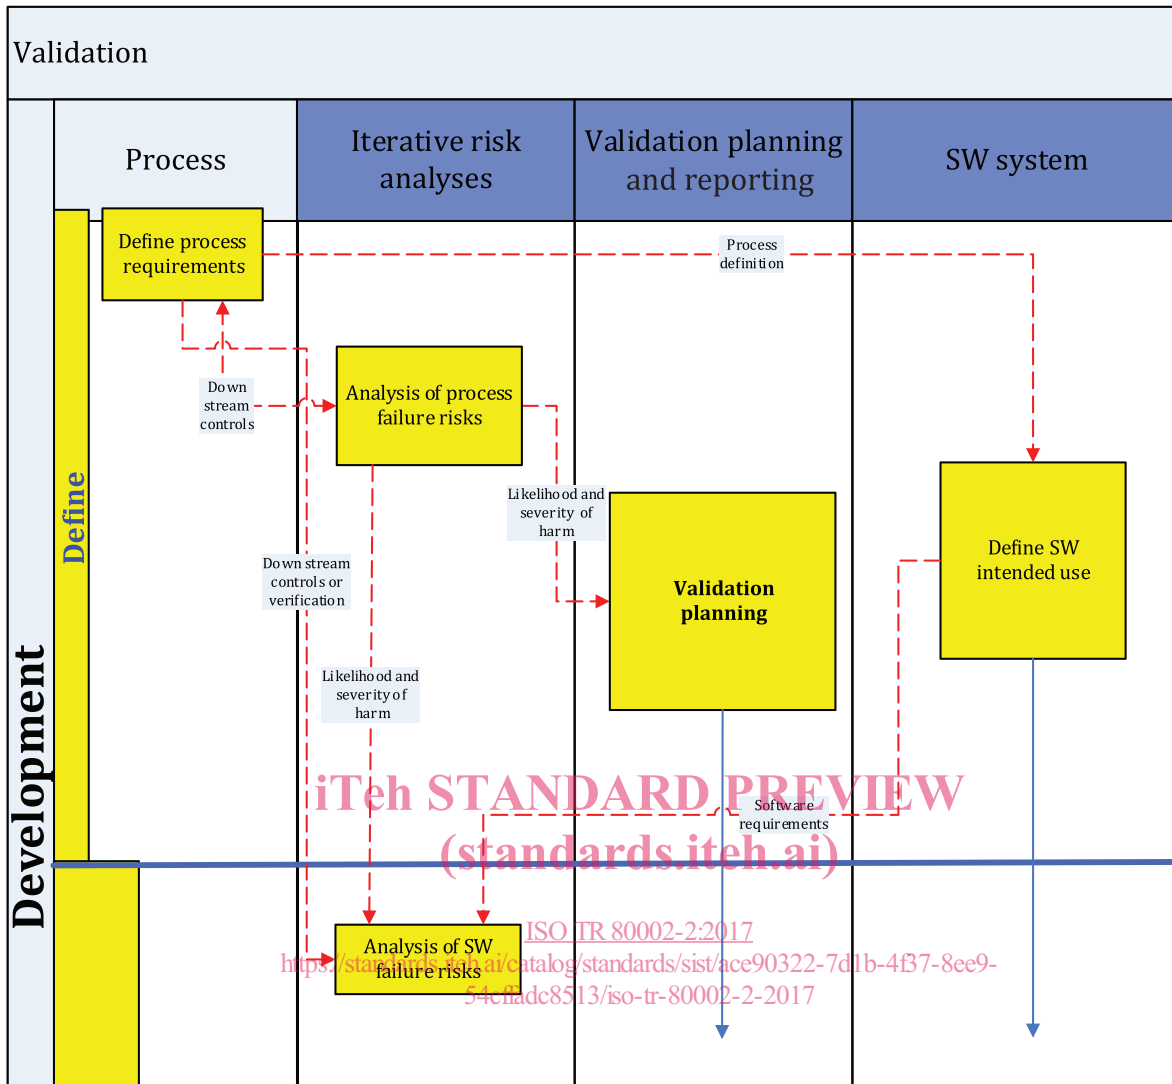 Validation
Process
Iterative risk
analyses
Validation planning
and reporting
SW system
Define process
requirements
Process
definition
Down
stream
controls
Analysis of process
failure risks
Likelihood and
severity of
harm
Define
Down stream
controls or
verification
Validation
planning
Define SW
intended use
Likelihood and
severity of
harm
Development
iTeh STANDARD PREVIEW
(standards.iteh.ai)
Software
requirements
Analysis of SW
failure risks
ISO TR 80002-2:2017
https://standards.iteh.ai/catalog/standards/sist/ace90322-7d1b-4f37-8ee9-
54cffadc8513/iso-tr-80002-2-2017